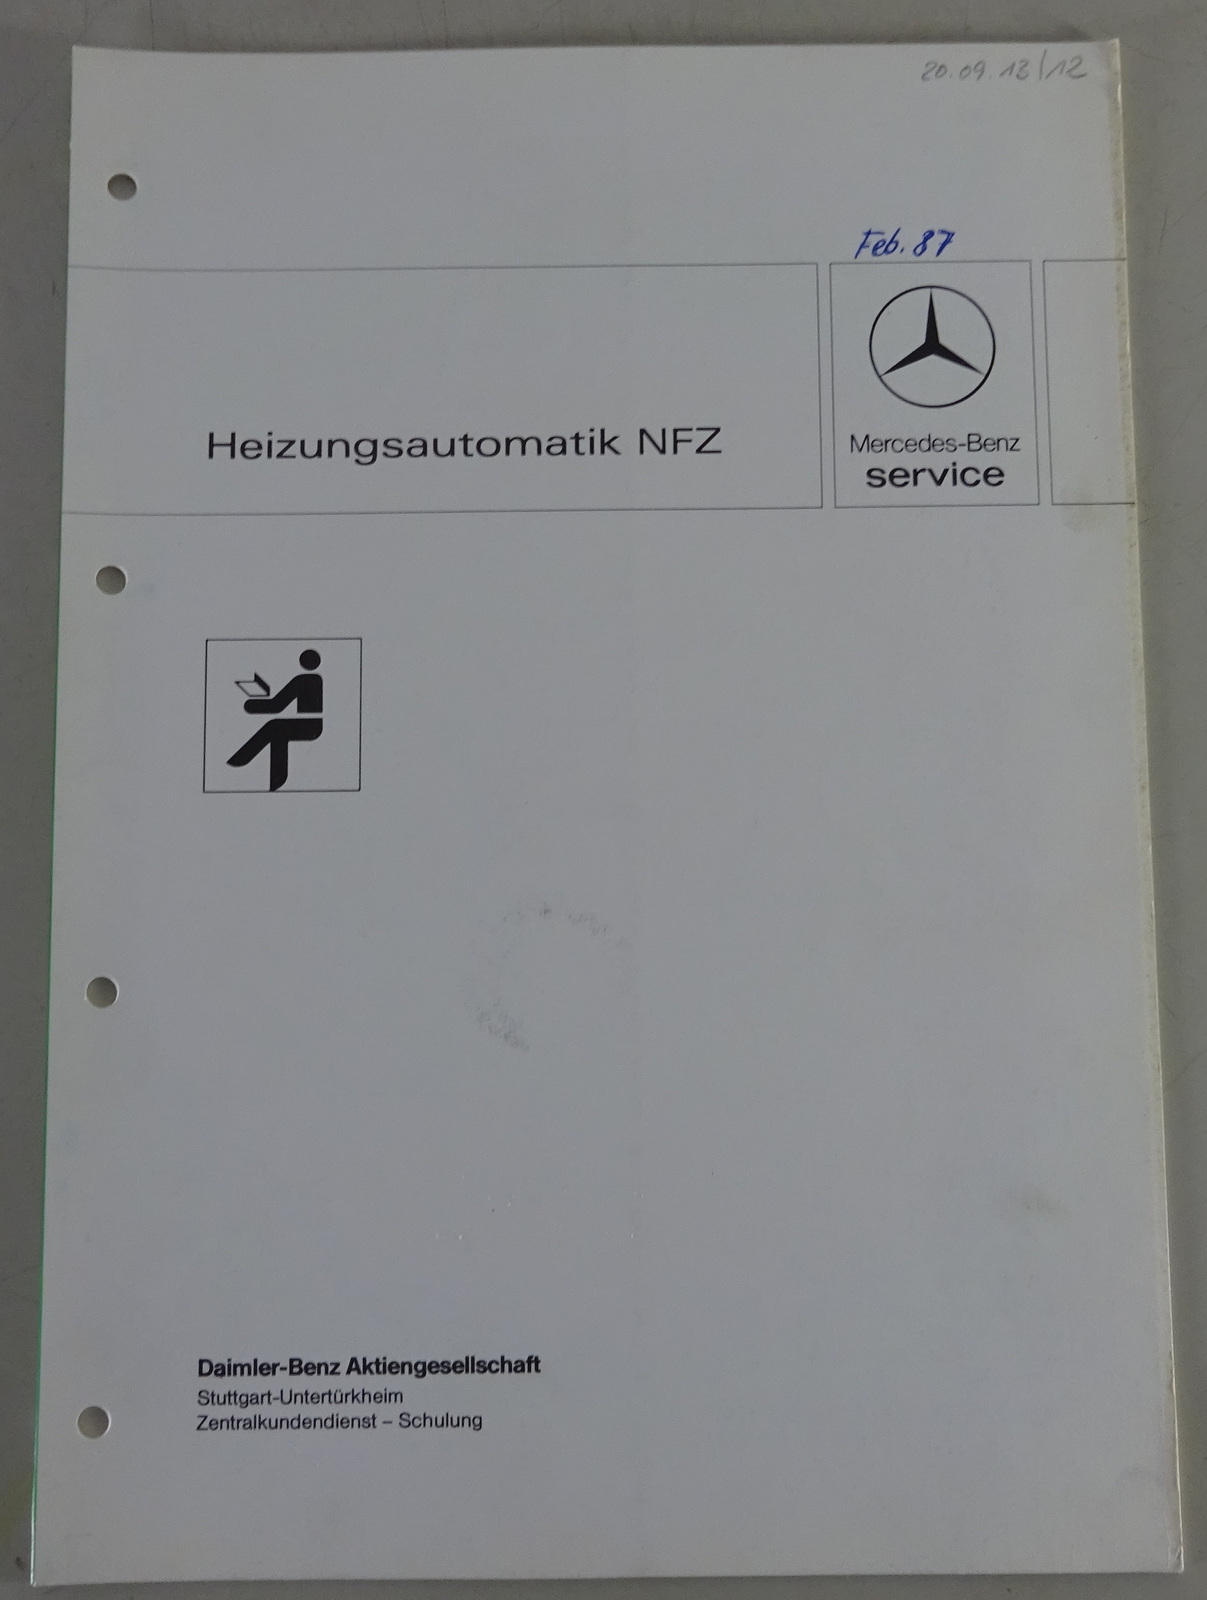 20.09.13/12
Feb. 87
Heizungsautomatik NFZ
Mercedes-Benz
service
Daimler-Benz Aktiengesellschaft
Stuttgart-Untertürkheim
Zentralkundendienst – Schulung